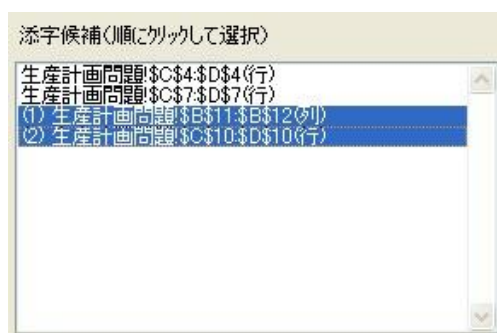 添字候補(順にクリックして選択)
生産計画問題!$C$4:$D$4(行)
生産計画問題!$C$7:$D$7(行)
(1) 生産計画問題!$B$11:$B$12(列)
(2) 生産計画問題!$C$10:$D$10(行)